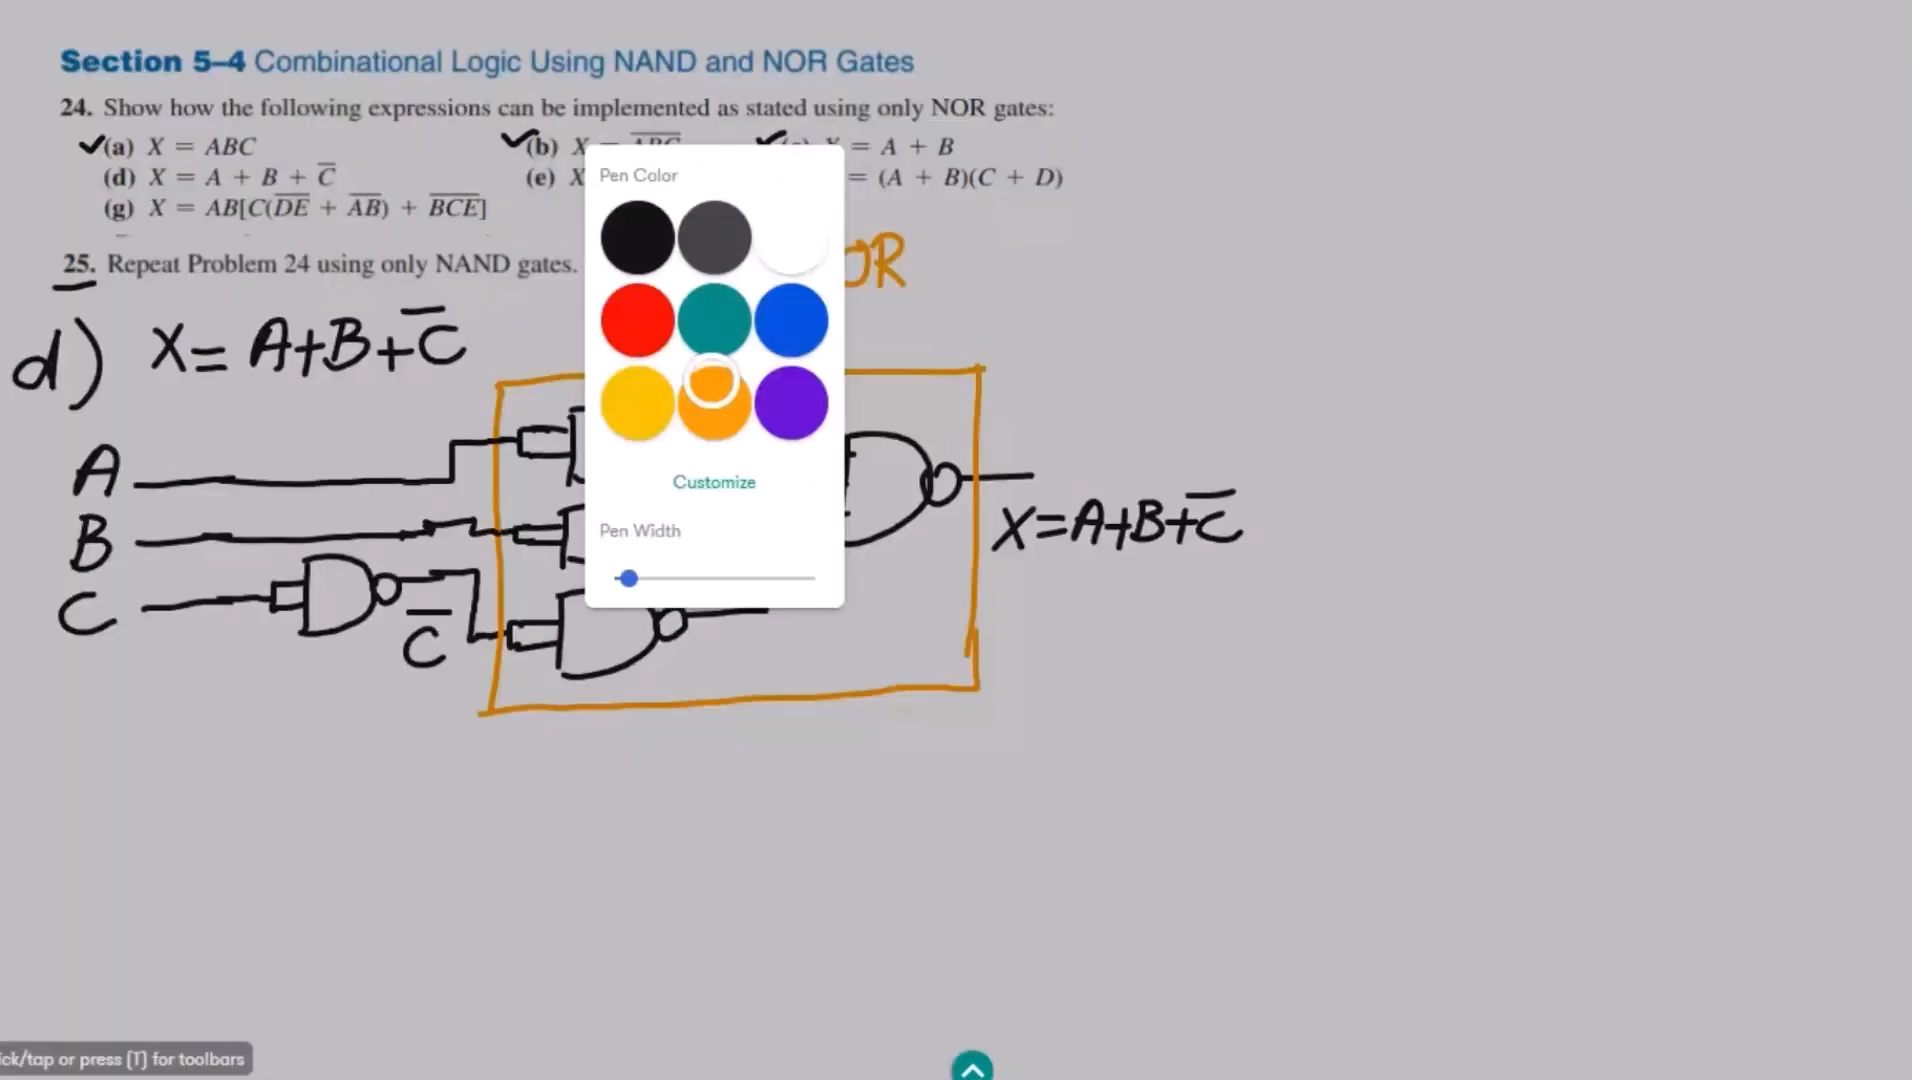 Section 5–4 Combinational Logic Using NAND and NOR Gates
24. Show how the following expressions can be implemented as stated using only NOR gates:
(a) X = ABC (b) X = = A + B
(d) X = A + B + C̅ (e) X = (A + B)(C + D)
(g) X = AB[C(D̅E̅ + A̅B̅) + B̅C̅E̅]
25. Repeat Problem 24 using only NAND gates.
OR
d) X = A+B+C̅
A
B
C
C̅
X=A+B+C̅
Pen Color
Customize
Pen Width
ick/tap or press (T) for toolbars